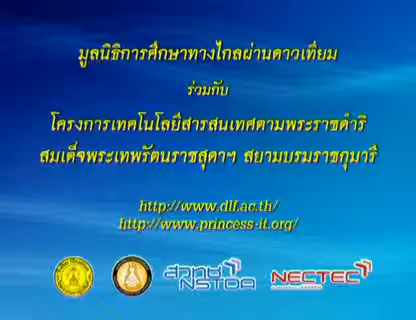 มูลนิธิการศึกษาทางไกลผ่านดาวเทียม
ร่วมกับ
โครงการเทคโนโลยีสารสนเทศตามพระราชดำริ
สมเด็จพระเทพรัตนราชสุดาฯ สยามบรมราชกุมารี
http://www.dlf.ac.th/
http://www.princess-it.org/
สวทช
NSTDA
NECTEC